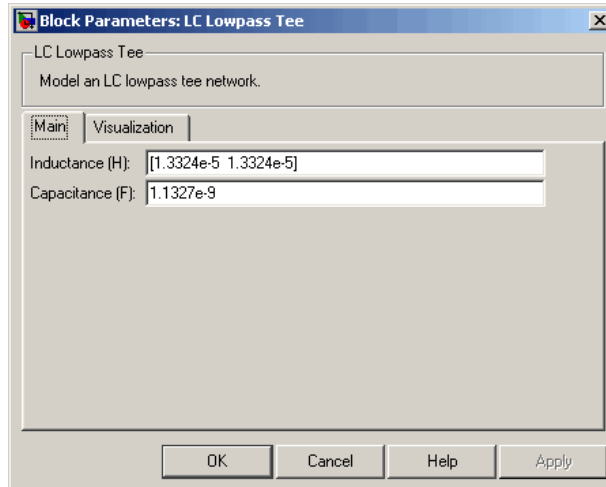 Block Parameters: LC Lowpass Tee
LC Lowpass Tee
Model an LC lowpass tee network.
Main Visualization
Inductance (H): [1.3324e-5 1.3324e-5]
Capacitance (F): 1.1327e-9
OK Cancel Help Apply